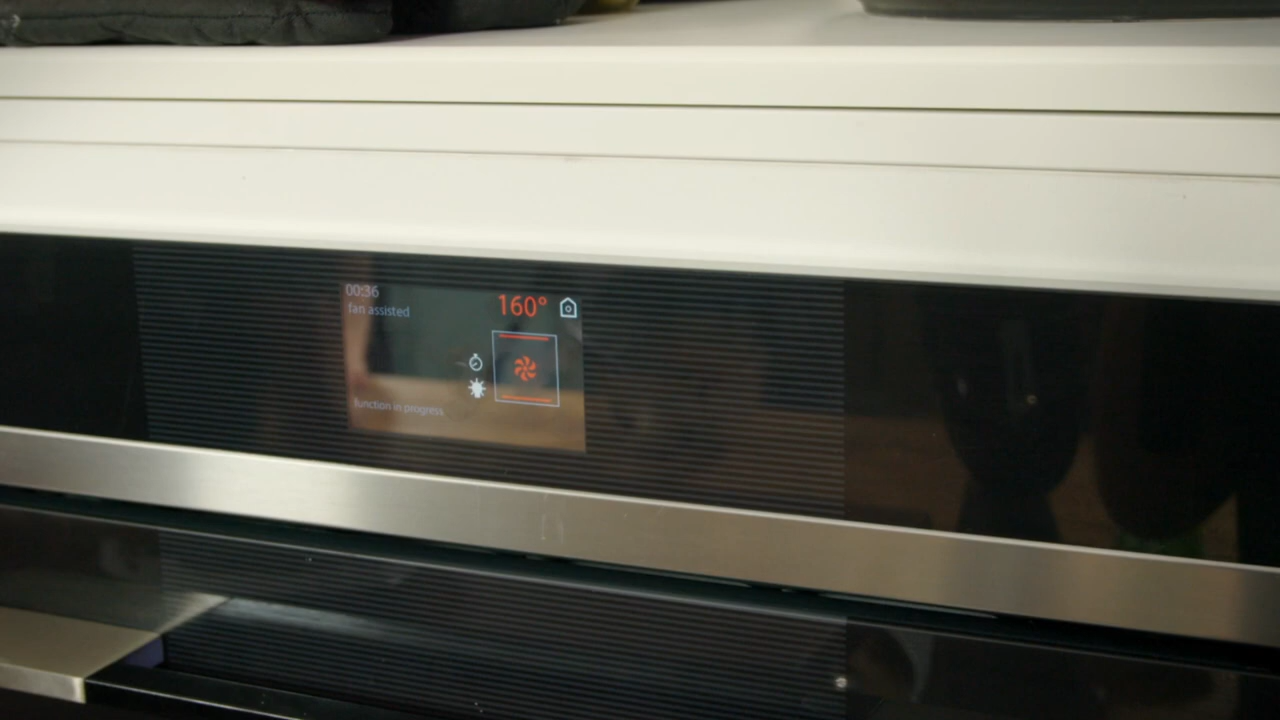 00:36
fan assisted
160°
function in progress